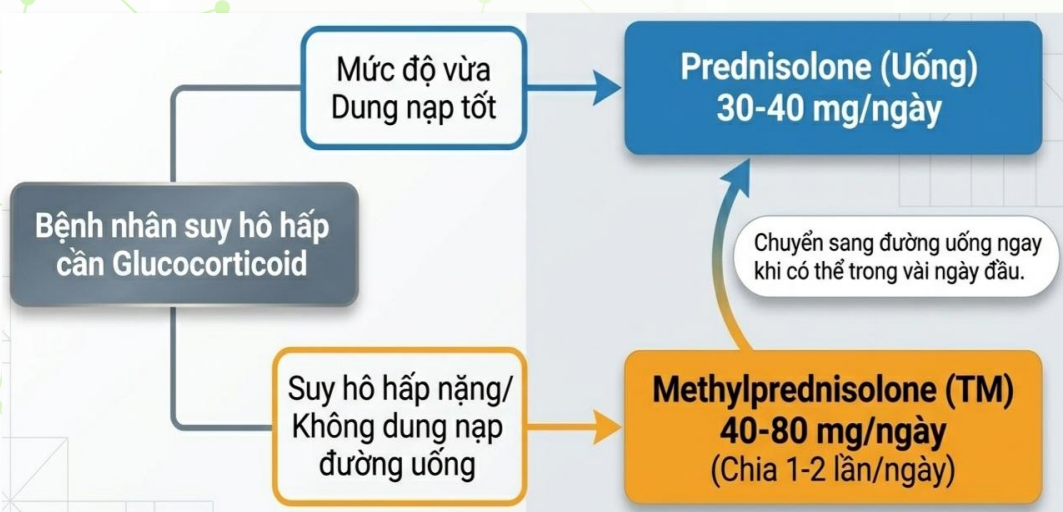 Bệnh nhân suy hô hấp
cần Glucocorticoid
Mức độ vừa
Dung nạp tốt
Prednisolone (Uống)
30-40 mg/ngày
Chuyển sang đường uống ngay
khi có thể trong vài ngày đầu.
Suy hô hấp nặng/
Không dung nạp
đường uống
Methylprednisolone (TM)
40-80 mg/ngày
(Chia 1-2 lần/ngày)